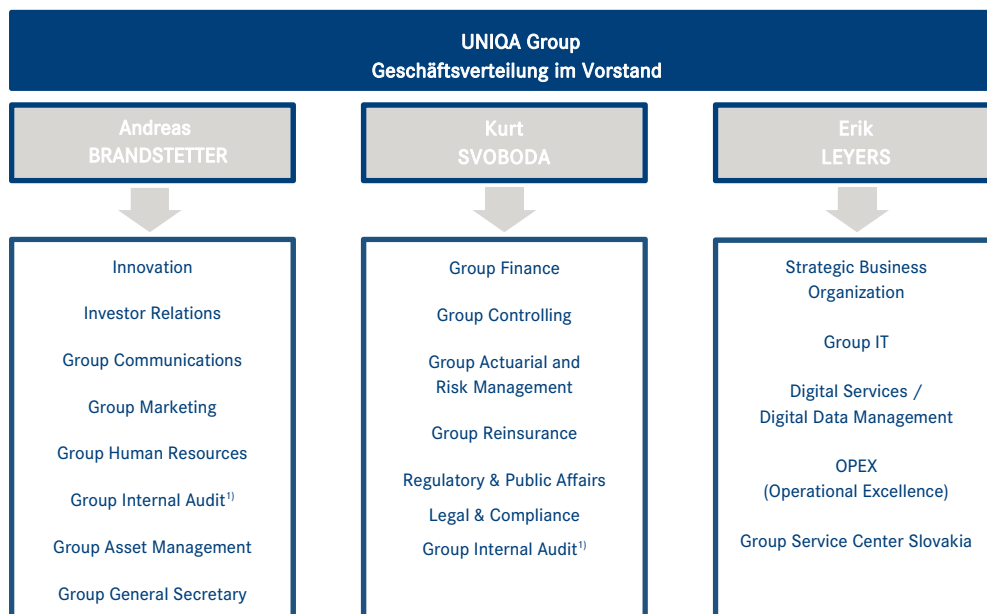 UNIQA Group
Geschäftsverteilung im Vorstand
Andreas
BRANDSTETTER
Innovation
Investor Relations
Group Communications
Group Marketing
Group Human Resources
Group Internal Audit¹⁾
Group Asset Management
Group General Secretary
Kurt
SVOBODA
Group Finance
Group Controlling
Group Actuarial and
Risk Management
Group Reinsurance
Regulatory & Public Affairs
Legal & Compliance
Group Internal Audit¹⁾
Erik
LEYERS
Strategic Business
Organization
Group IT
Digital Services /
Digital Data Management
OPEX
(Operational Excellence)
Group Service Center Slovakia